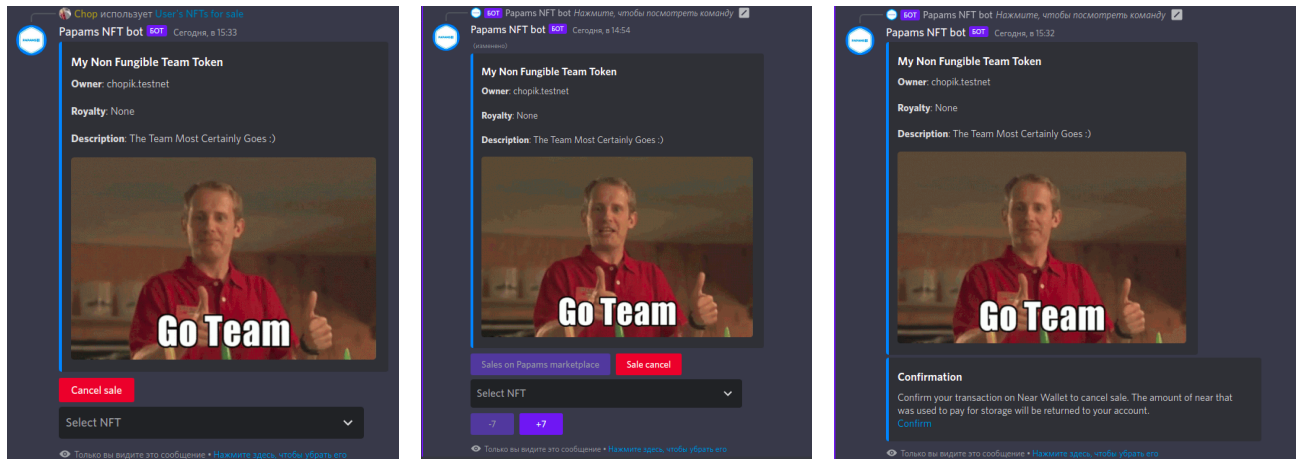 Chop использует User's NFTs for sale
Papams NFT bot БОТ Сегодня, в 15:33
My Non Fungible Team Token
Owner: chopik.testnet
Royalty: None
Description: The Team Most Certainly Goes :)
Go Team
Cancel sale
Select NFT
Только вы видите это сообщение • Нажмите здесь, чтобы убрать его
БОТ Papams NFT bot Нажмите, чтобы посмотреть команду
Papams NFT bot БОТ Сегодня, в 14:54
(изменено)
My Non Fungible Team Token
Owner: chopik.testnet
Royalty: None
Description: The Team Most Certainly Goes :)
Go Team
Sales on Papams marketplace Sale cancel
Select NFT
-7 +7
Только вы видите это сообщение • Нажмите здесь, чтобы убрать его
БОТ Papams NFT bot Нажмите, чтобы посмотреть команду
Papams NFT bot БОТ Сегодня, в 15:32
My Non Fungible Team Token
Owner: chopik.testnet
Royalty: None
Description: The Team Most Certainly Goes :)
Go Team
Confirmation
Confirm your transaction on Near Wallet to cancel sale. The amount of near that
was used to pay for storage will be returned to your account.
Confirm
Только вы видите это сообщение • Нажмите здесь, чтобы убрать его